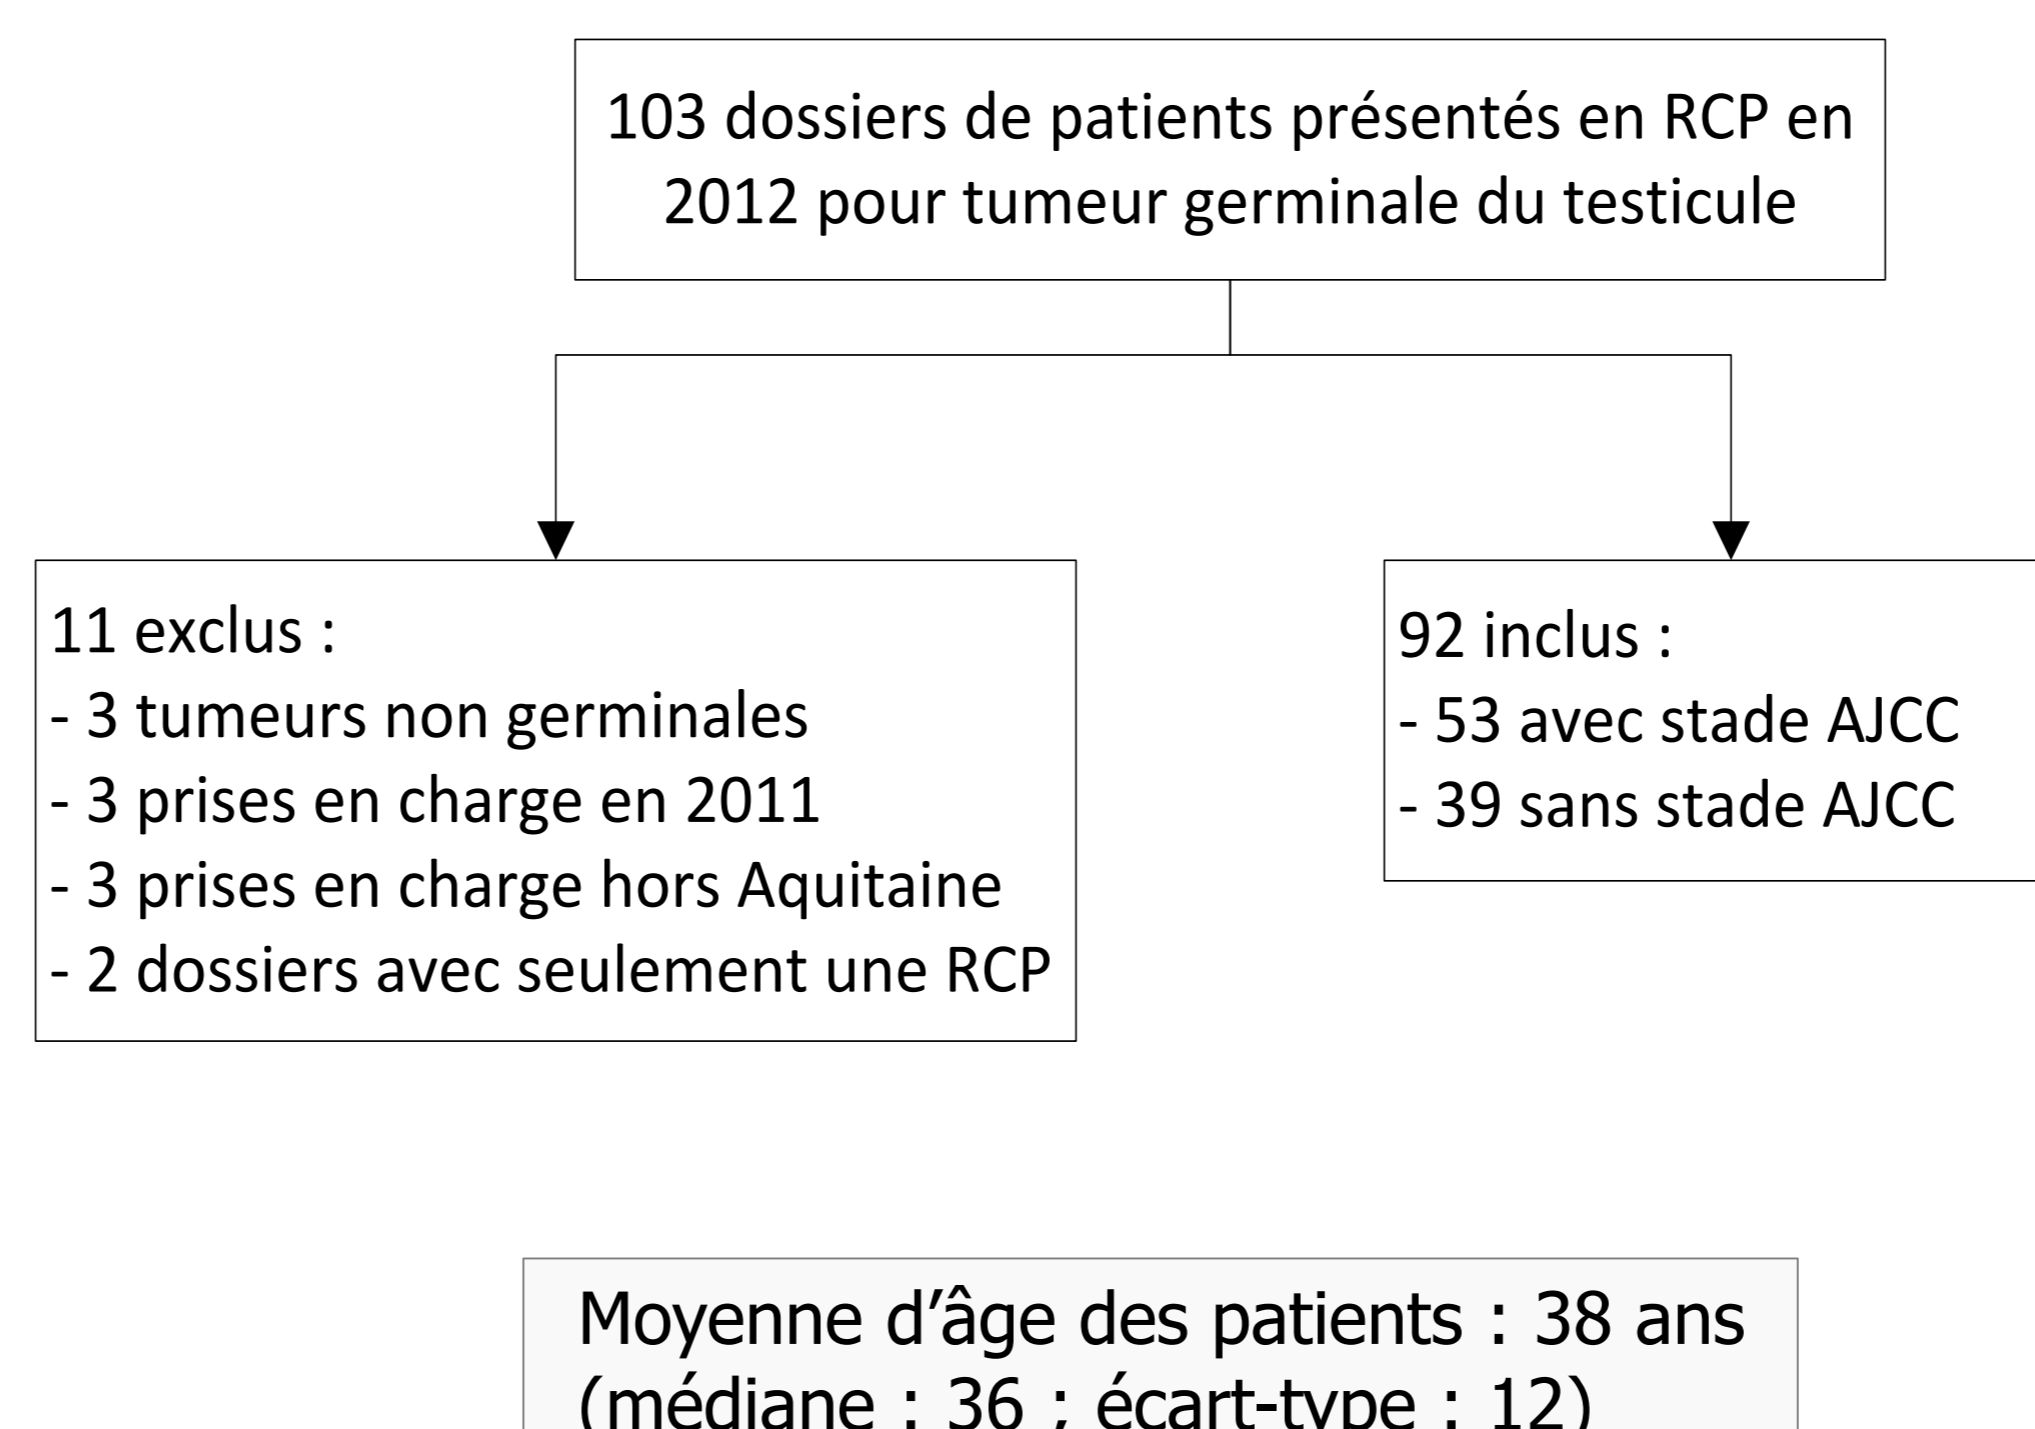 103 dossiers de patients présentés en RCP en
2012 pour tumeur germinale du testicule
11 exclus :
- 3 tumeurs non germinales
- 3 prises en charge en 2011
- 3 prises en charge hors Aquitaine
- 2 dossiers avec seulement une RCP
92 inclus :
- 53 avec stade AJCC
- 39 sans stade AJCC
Moyenne d’âge des patients : 38 ans
(médiane : 36 ; écart-type : 12)